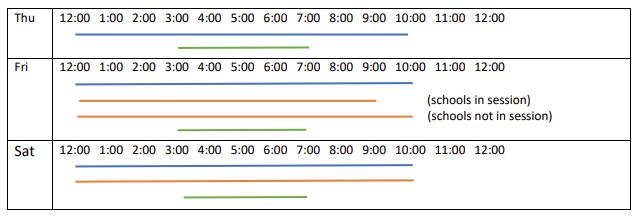 Thu 12:00 1:00 2:00 3:00 4:00 5:00 6:00 7:00 8:00 9:00 10:00 11:00 12:00
Fri 12:00 1:00 2:00 3:00 4:00 5:00 6:00 7:00 8:00 9:00 10:00 11:00 12:00
(schools in session)
(schools not in session)
Sat 12:00 1:00 2:00 3:00 4:00 5:00 6:00 7:00 8:00 9:00 10:00 11:00 12:00